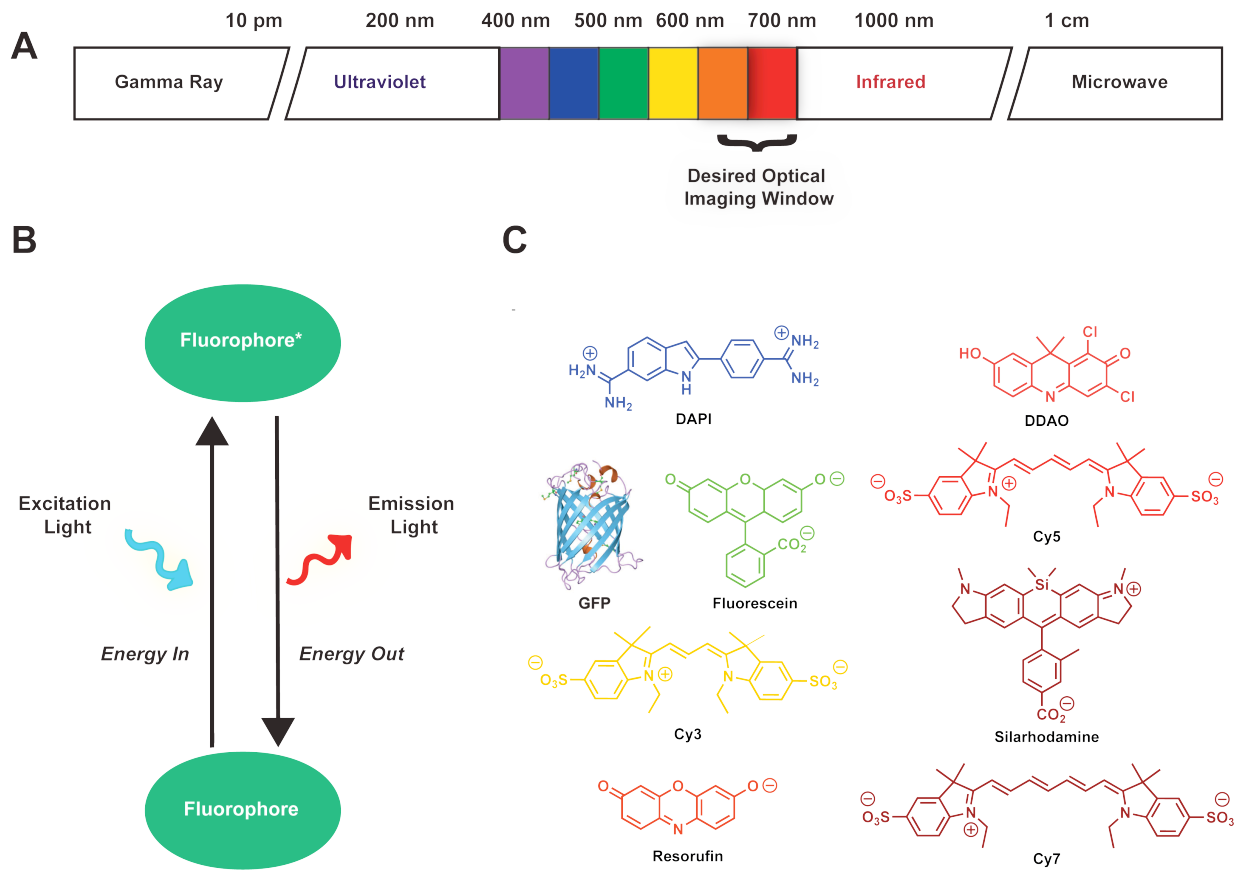 10 pm 200 nm 400 nm 500 nm 600 nm 700 nm 1000 nm 1 cm
A
Gamma Ray Ultraviolet Infrared Microwave
Desired Optical
Imaging Window
B
Fluorophore*
Excitation
Light
Emission
Light
Energy In Energy Out
Fluorophore
C
H2N
NH2
N
H
NH2
NH2
DAPI
HO
Cl
O
N
Cl
DDAO
GFP
O
O
O
CO2
Fluorescein
O3S
N
N
SO3
Cy5
O3S
N
N
SO3
Cy3
N
Si
N
CO2
Silarhodamine
O
O
O
N
Resorufin
O3S
N
N
SO3
Cy7